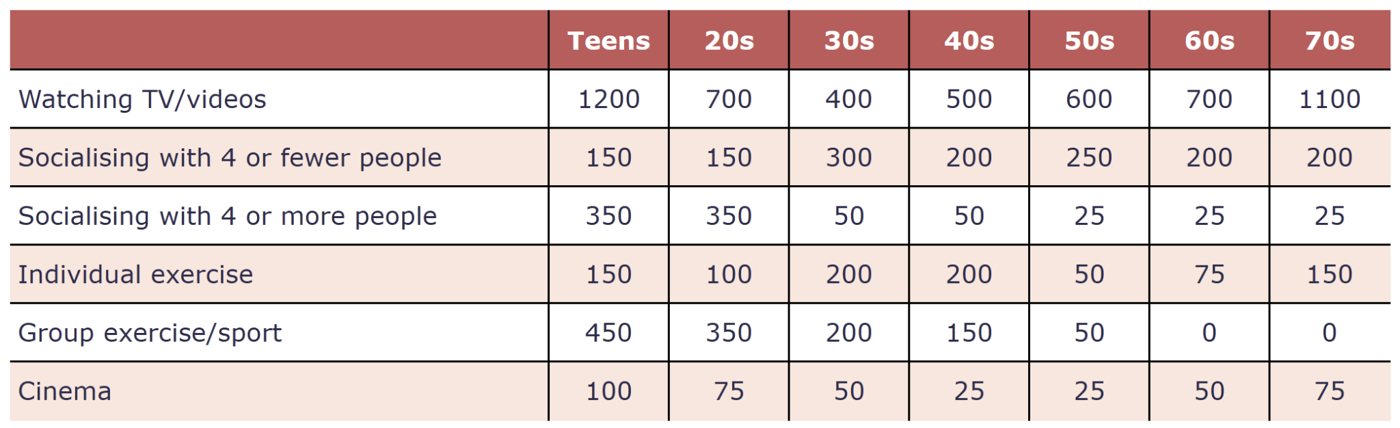 Teens 20s 30s 40s 50s 60s 70s
Watching TV/videos 1200 700 400 500 600 700 1100
Socialising with 4 or fewer people 150 150 300 200 250 200 200
Socialising with 4 or more people 350 350 50 50 25 25 25
Individual exercise 150 100 200 200 50 75 150
Group exercise/sport 450 350 200 150 50 0 0
Cinema 100 75 50 25 25 50 75